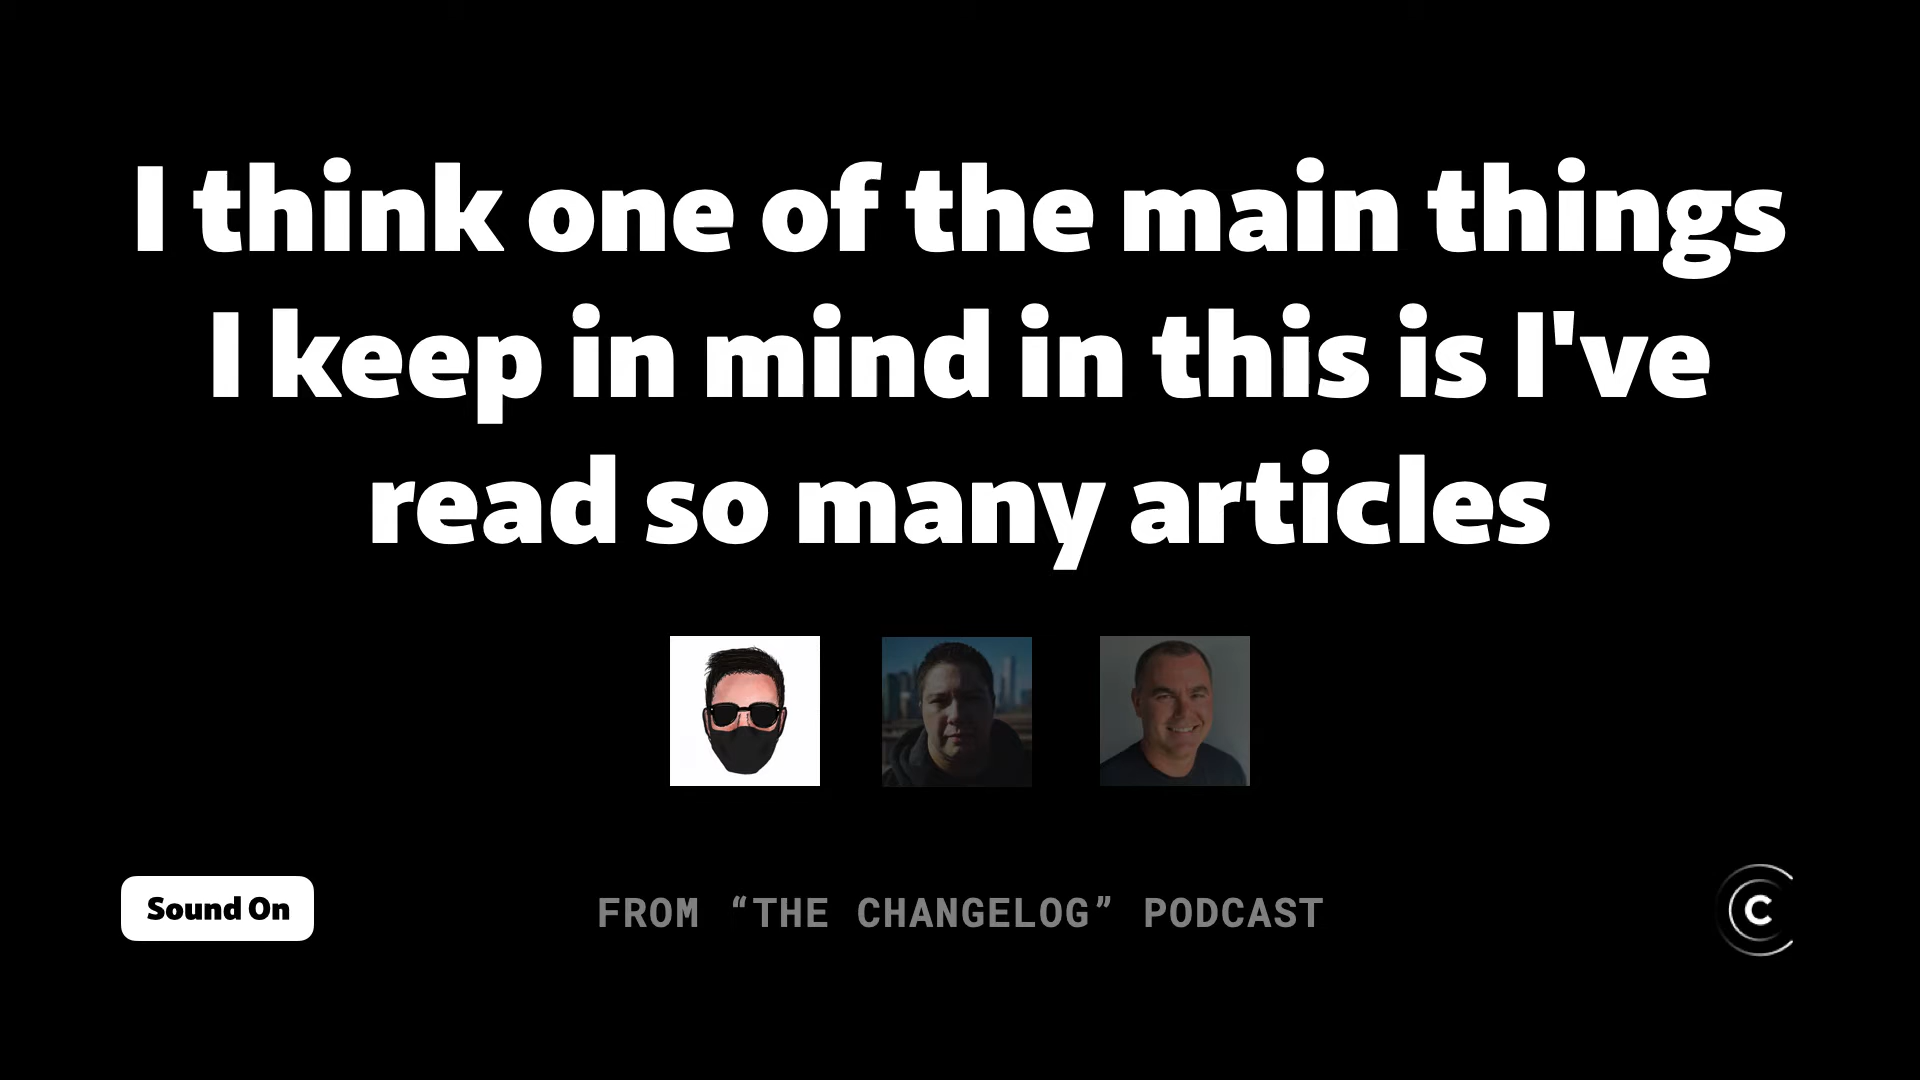 I think one of the main things
I keep in mind in this is I've
read so many articles
Sound On
FROM “THE CHANGELOG” PODCAST
C